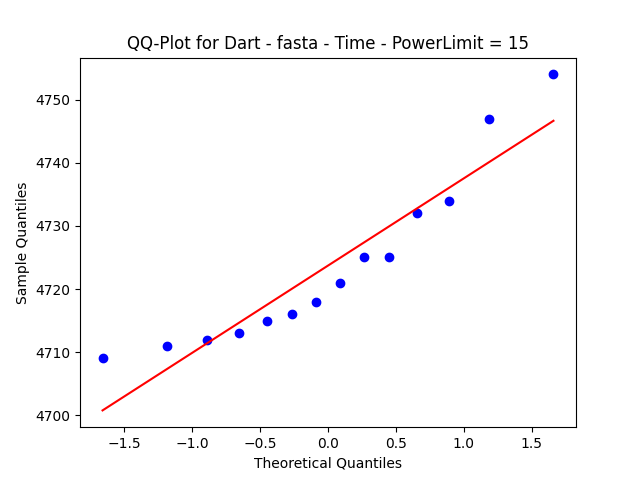 QQ-Plot for Dart - fasta - Time - PowerLimit = 15
4750
4740
4730
4720
4710
4700
Sample Quantiles
−1.5 −1.0 −0.5 0.0 0.5 1.0 1.5
Theoretical Quantiles